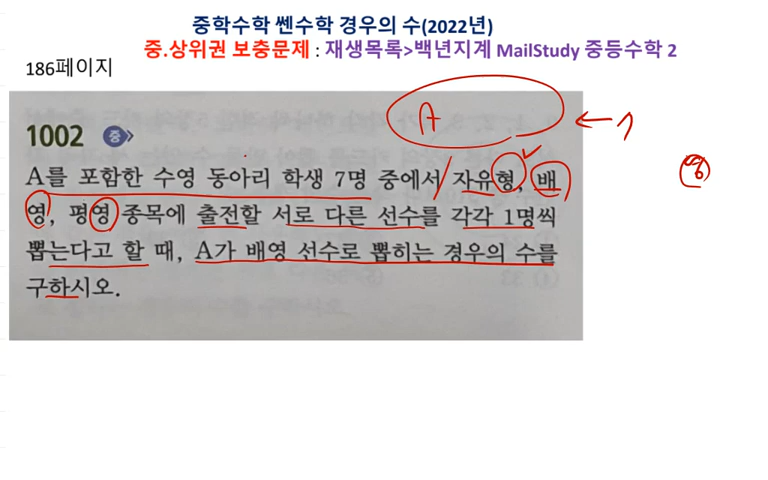 중학수학 쎈수학 경우의 수(2022년)
중.상위권 보충문제 : 재생목록>백년지계 MailStudy 중등수학 2
186페이지
A
1002 중
A를 포함한 수영 동아리 학생 7명 중에서 자유형, 배
영, 평영 종목에 출전할 서로 다른 선수를 각각 1명씩
뽑는다고 할 때, A가 배영 선수로 뽑히는 경우의 수를
구하시오.